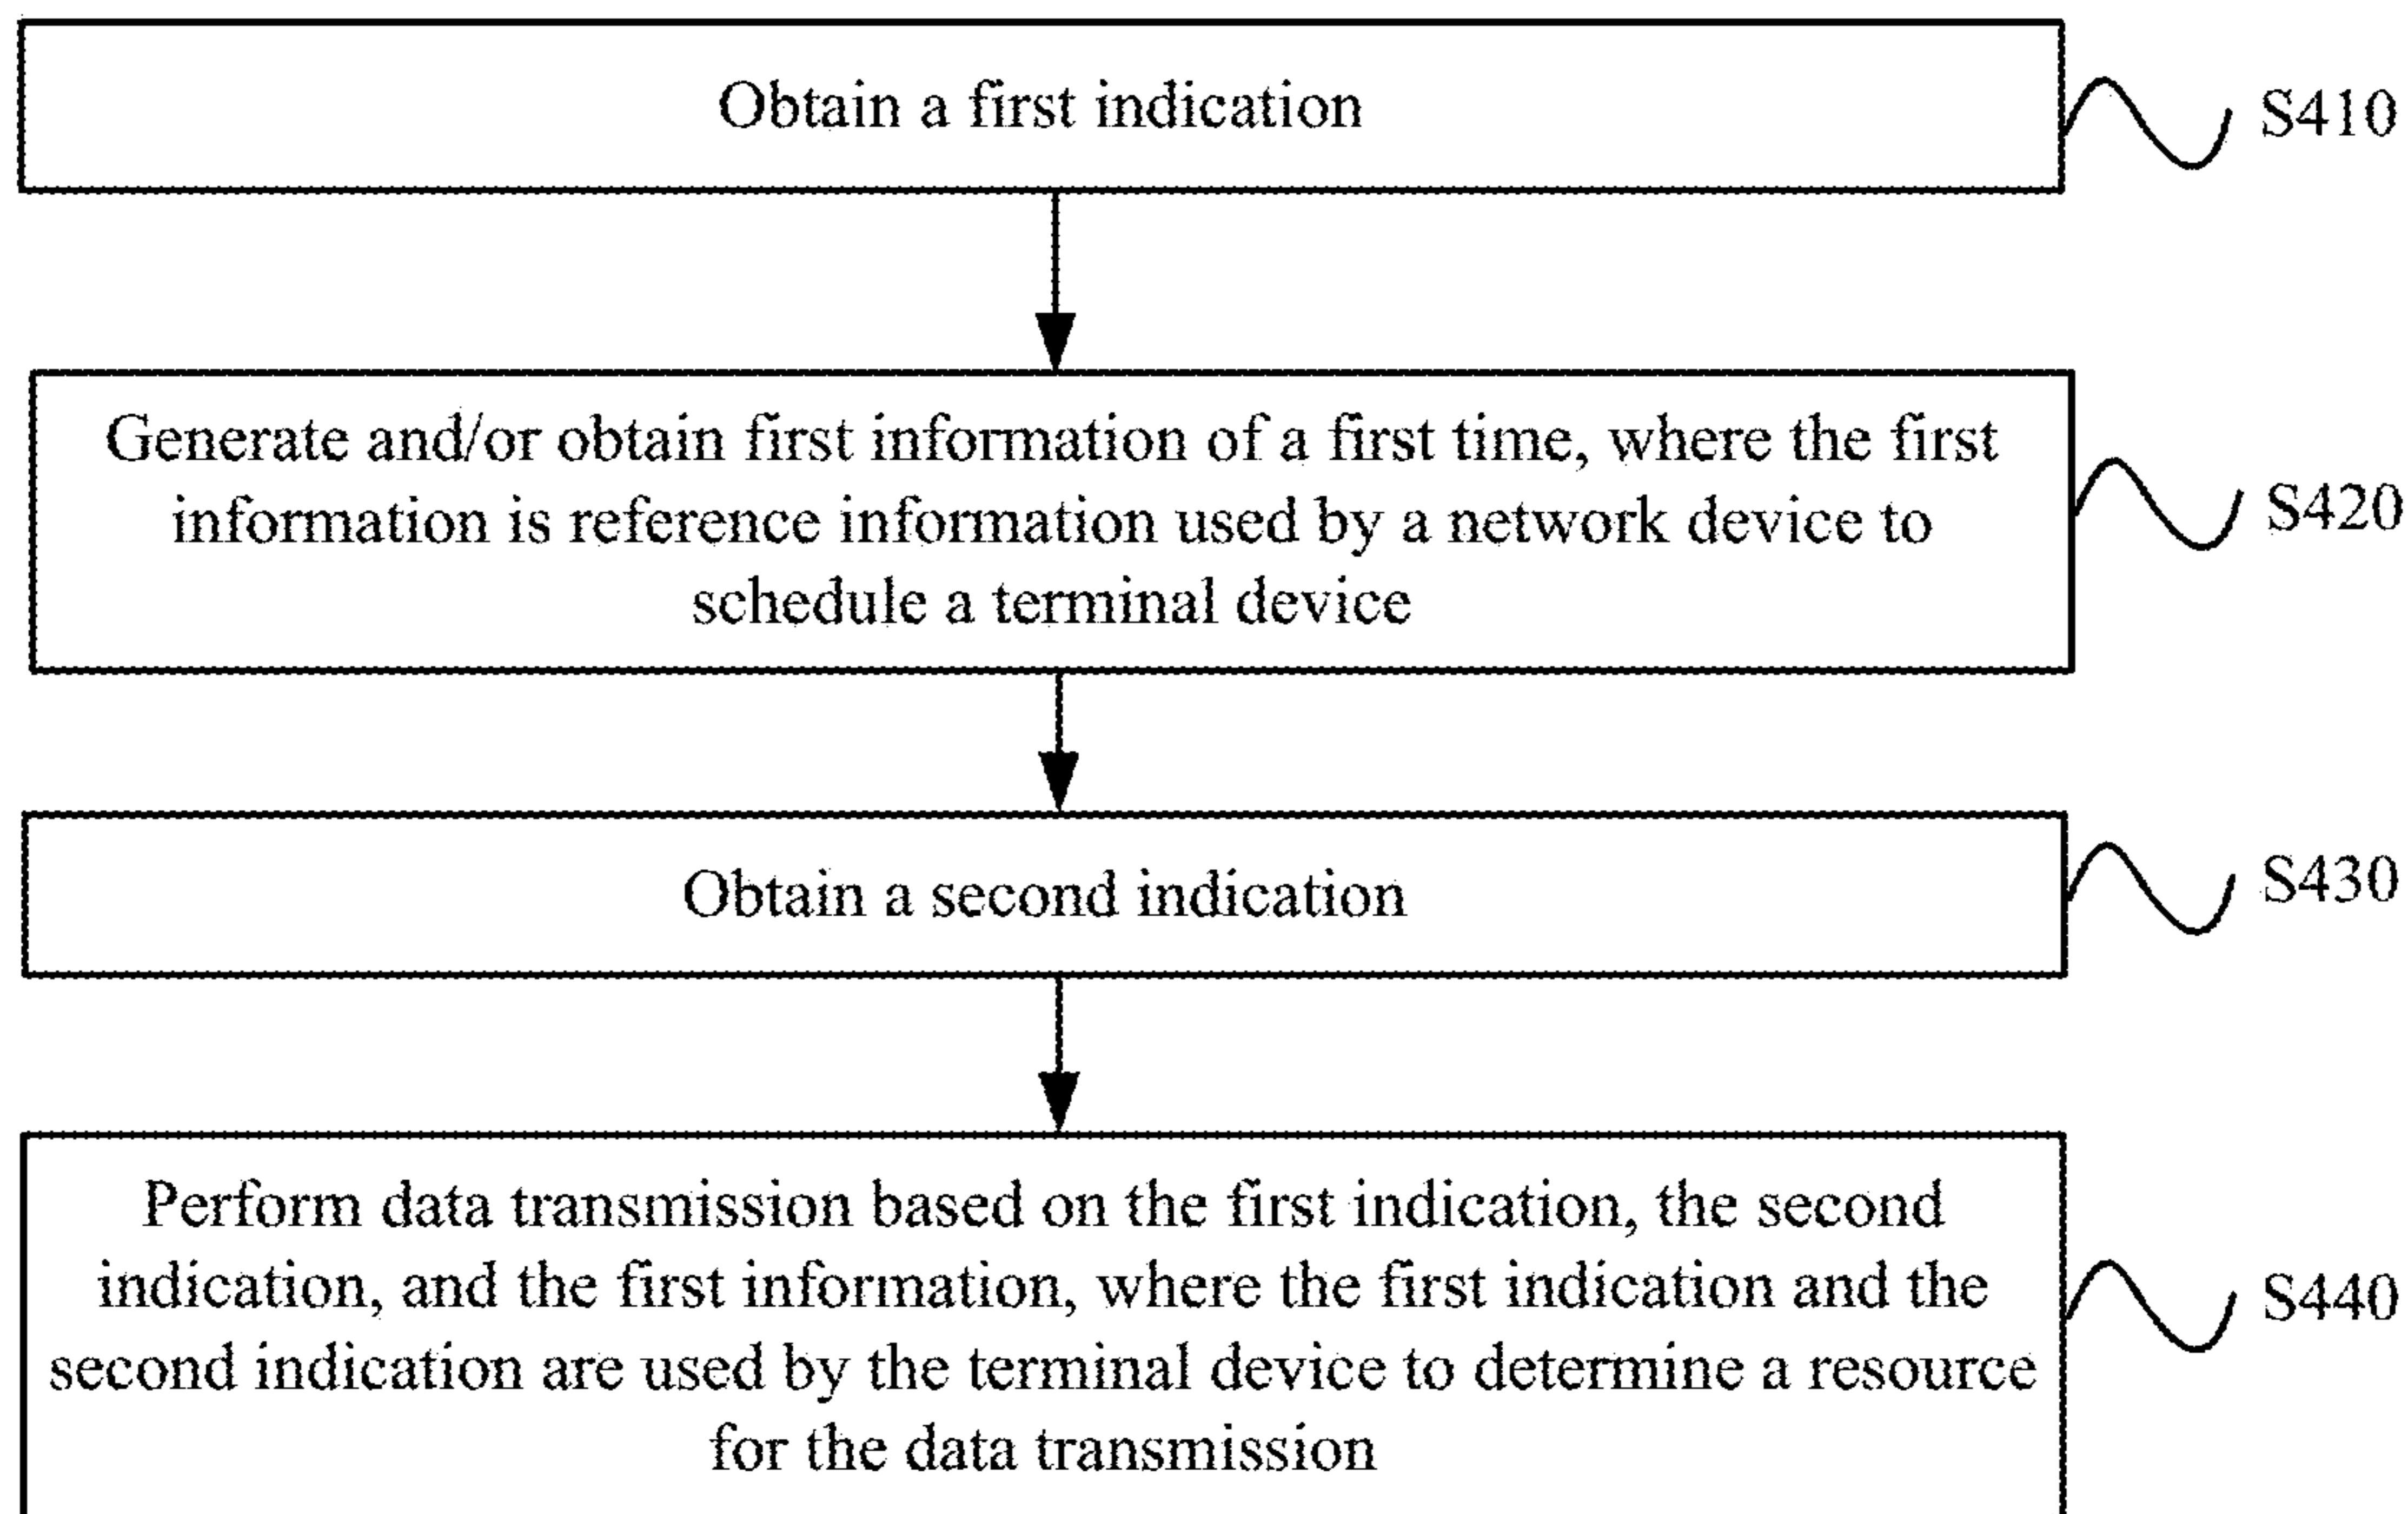 Obtain a first indication
S410
Generate and/or obtain first information of a first time, where the first
information is reference information used by a network device to
schedule a terminal device
S420
Obtain a second indication
S430
Perform data transmission based on the first indication, the second
indication, and the first information, where the first indication and the
second indication are used by the terminal device to determine a resource
for the data transmission
S440